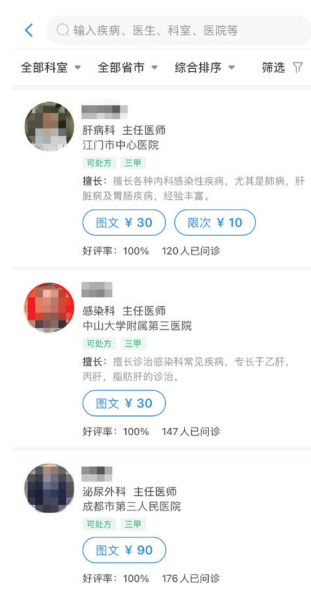 输入疾病、医生、科室、医院等
全部科室 全部省市 综合排序 筛选
肝病科 主任医师
江门市中心医院
可处方 三甲
擅长：擅长各种内科感染性疾病，尤其是肺病，肝
脏病及胃肠疾病，经验丰富。
图文 ¥ 30 限次 ¥ 10
好评率：100% 120人已问诊
感染科 主任医师
中山大学附属第三医院
可处方 三甲
擅长：擅长诊治感染科常见疾病，专长于乙肝，
丙肝，脂肪肝的诊治。
图文 ¥ 30
好评率：100% 147人已问诊
泌尿外科 主任医师
成都市第三人民医院
可处方 三甲
图文 ¥ 90
好评率：100% 176人已问诊